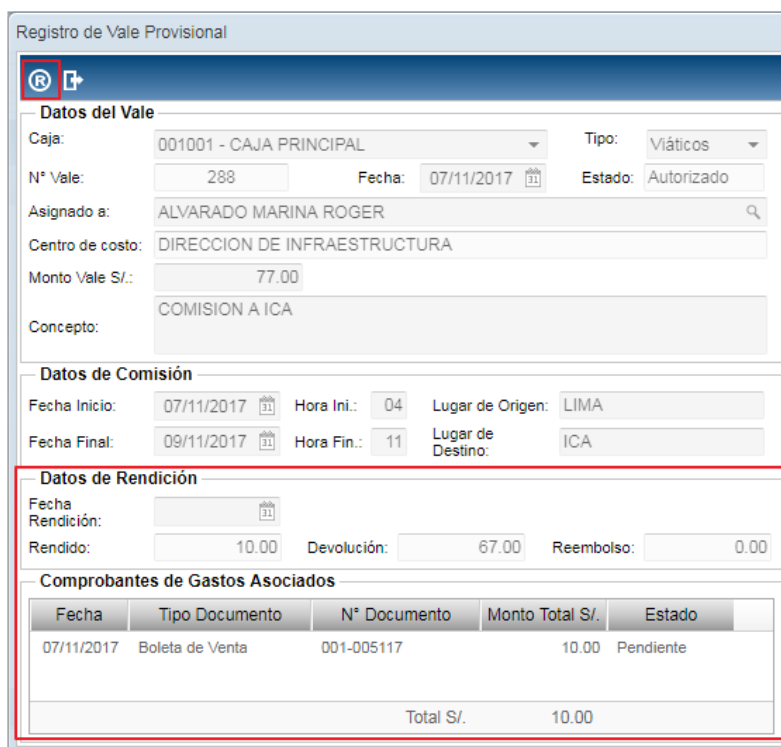 Registro de Vale Provisional
®
Datos del Vale
Caja: 001001 - CAJA PRINCIPAL Tipo: Viáticos
N° Vale: 288 Fecha: 07/11/2017 31 Estado: Autorizado
Asignado a: ALVARADO MARINA ROGER
Centro de costo: DIRECCION DE INFRAESTRUCTURA
Monto Vale S/.: 77.00
Concepto: COMISION A ICA
Datos de Comisión
Fecha Inicio: 07/11/2017 31 Hora Ini.: 04 Lugar de Origen: LIMA
Fecha Final: 09/11/2017 31 Hora Fin.: 11 Lugar de Destino: ICA
Datos de Rendición
Fecha Rendición: 31
Rendido: 10.00 Devolución: 67.00 Reembolso: 0.00
Comprobantes de Gastos Asociados
Fecha Tipo Documento N° Documento Monto Total S/. Estado
07/11/2017 Boleta de Venta 001-005117 10.00 Pendiente
Total S/. 10.00